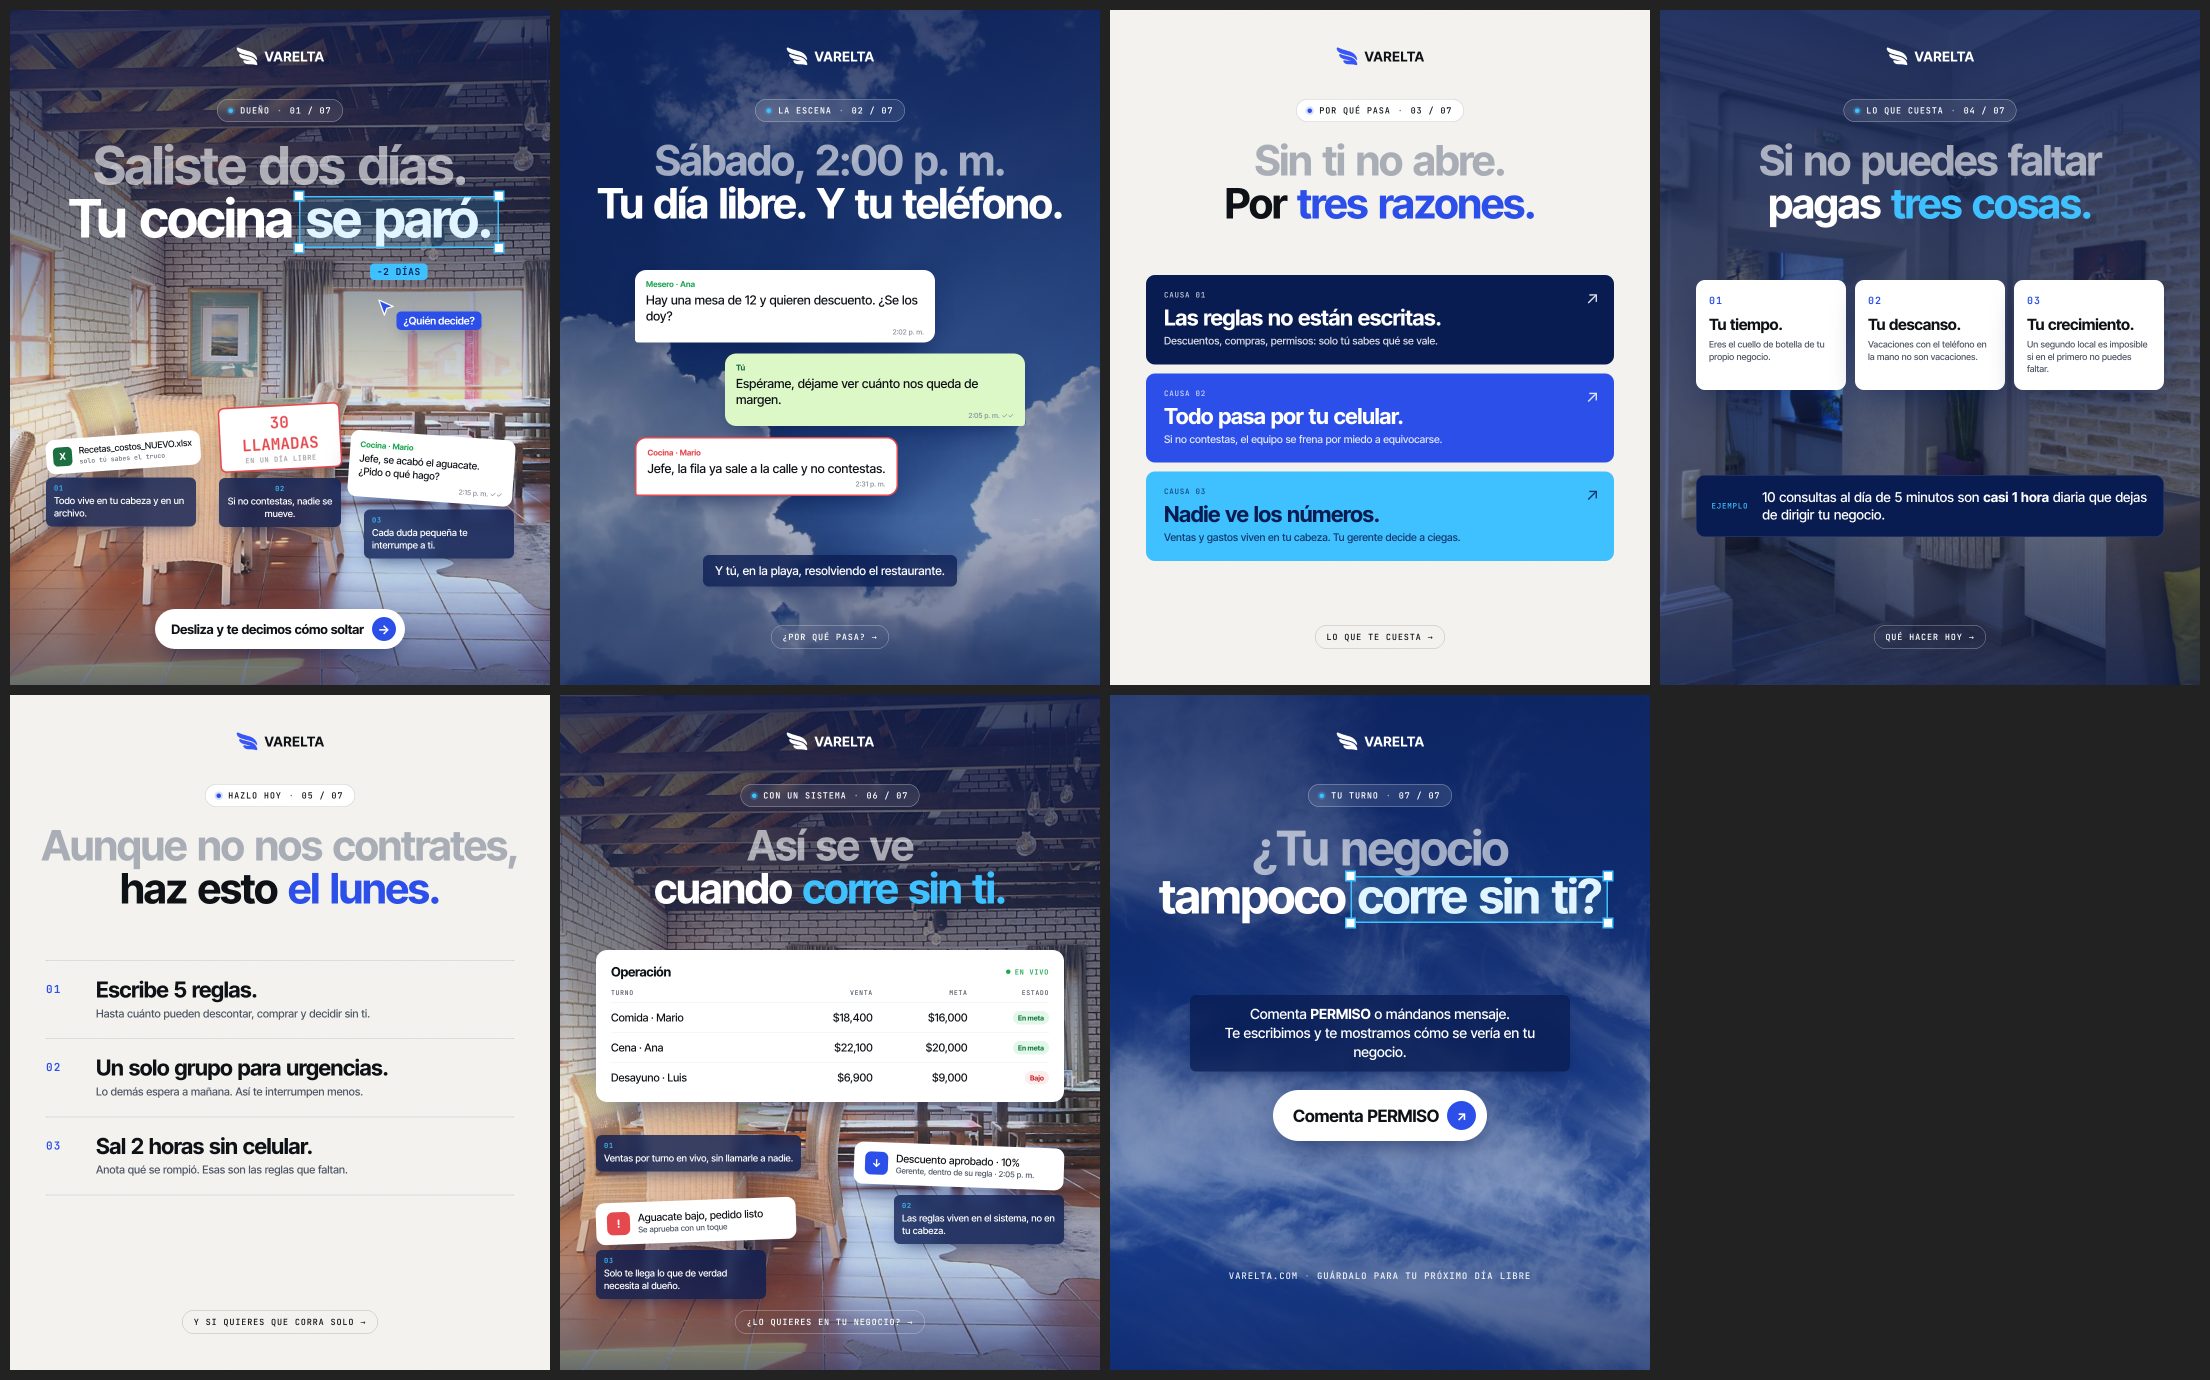 VARELTA
DUEÑO · 01 / 07
Saliste dos días.
Tu cocina se paró.
-2 DÍAS
¿Quién decide?
X
Recetas_costos_NUEVO.xlsx
solo tú sabes el truco
01
Todo vive en tu cabeza y en un
archivo.
30
LLAMADAS
EN UN DÍA LIBRE
02
Si no contestas, nadie se
mueve.
Cocina · Mario
Jefe, se acabó el aguacate.
¿Pido o qué hago?
2:15 p. m. ✓✓
03
Cada duda pequeña te
interrumpe a ti.
Desliza y te decimos cómo soltar →
VARELTA
LA ESCENA · 02 / 07
Sábado, 2:00 p. m.
Tu día libre. Y tu teléfono.
Mesero · Ana
Hay una mesa de 12 y quieren descuento. ¿Se los
doy?
2:02 p. m.
Tú
Espérame, déjame ver cuánto nos queda de
margen.
2:05 p. m. ✓✓
Cocina · Mario
Jefe, la fila ya sale a la calle y no contestas.
2:31 p. m.
Y tú, en la playa, resolviendo el restaurante.
¿POR QUÉ PASA? →
VARELTA
POR QUÉ PASA · 03 / 07
Sin ti no abre.
Por tres razones.
CAUSA 01
Las reglas no están escritas.
Descuentos, compras, permisos: solo tú sabes qué se vale.
CAUSA 02
Todo pasa por tu celular.
Si no contestas, el equipo se frena por miedo a equivocarse.
CAUSA 03
Nadie ve los números.
Ventas y gastos viven en tu cabeza. Tu gerente decide a ciegas.
LO QUE TE CUESTA →
VARELTA
LO QUE CUESTA · 04 / 07
Si no puedes faltar
pagas tres cosas.
01
Tu tiempo.
Eres el cuello de botella de tu
propio negocio.
02
Tu descanso.
Vacaciones con el teléfono en
la mano no son vacaciones.
03
Tu crecimiento.
Un segundo local es imposible
si en el primero no puedes
faltar.
EJEMPLO
10 consultas al día de 5 minutos son casi 1 hora diaria que dejas
de dirigir tu negocio.
QUÉ HACER HOY →
VARELTA
HAZLO HOY · 05 / 07
Aunque no nos contrates,
haz esto el lunes.
01
Escribe 5 reglas.
Hasta cuánto pueden descontar, comprar y decidir sin ti.
02
Un solo grupo para urgencias.
Lo demás espera a mañana. Así te interrumpen menos.
03
Sal 2 horas sin celular.
Anota qué se rompió. Esas son las reglas que faltan.
Y SI QUIERES QUE CORRA SOLO →
VARELTA
CON UN SISTEMA · 06 / 07
Así se ve
cuando corre sin ti.
Operación EN VIVO
TURNO VENTA META ESTADO
Comida · Mario $18,400 $16,000 En meta
Cena · Ana $22,100 $20,000 En meta
Desayuno · Luis $6,900 $9,000 Bajo
01
Ventas por turno en vivo, sin llamarle a nadie.
Descuento aprobado · 10%
Gerente, dentro de su regla · 2:05 p. m.
02
Las reglas viven en el sistema, no en
tu cabeza.
!
Aguacate bajo, pedido listo
Se aprueba con un toque
03
Solo te llega lo que de verdad
necesita al dueño.
¿LO QUIERES EN TU NEGOCIO? →
VARELTA
TU TURNO · 07 / 07
¿Tu negocio
tampoco corre sin ti?
Comenta PERMISO o mándanos mensaje.
Te escribimos y te mostramos cómo se vería en tu
negocio.
Comenta PERMISO
VARELTA.COM · GUÁRDALO PARA TU PRÓXIMO DÍA LIBRE